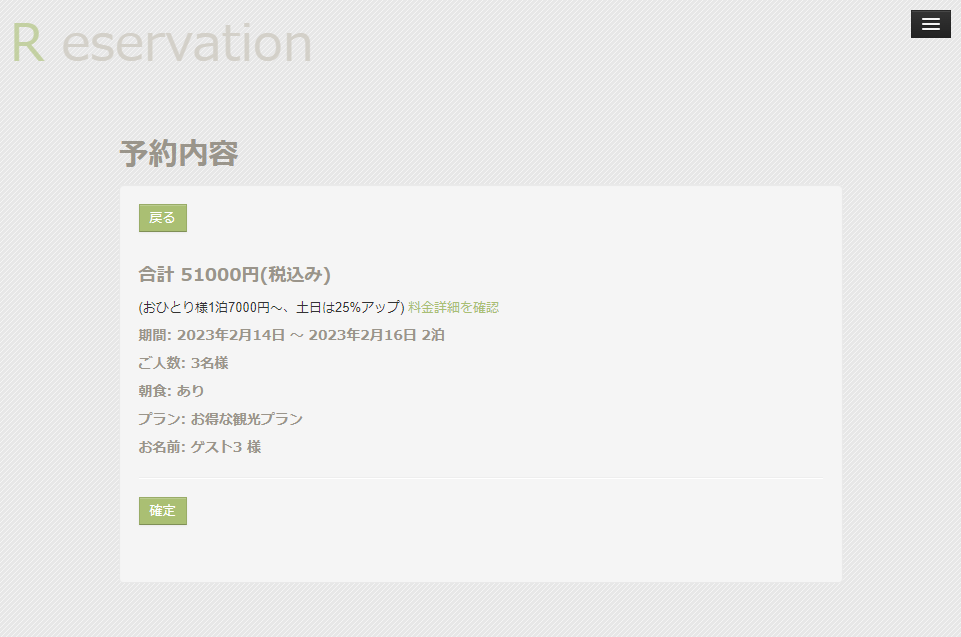 R eservation
予約内容
戻る
合計 51000円(税込み)
(おひとり様1泊7000円～、土日は25%アップ) 料金詳細を確認
期間: 2023年2月14日 ～ 2023年2月16日 2泊
ご人数: 3名様
朝食: あり
プラン: お得な観光プラン
お名前: ゲスト3 様
確定